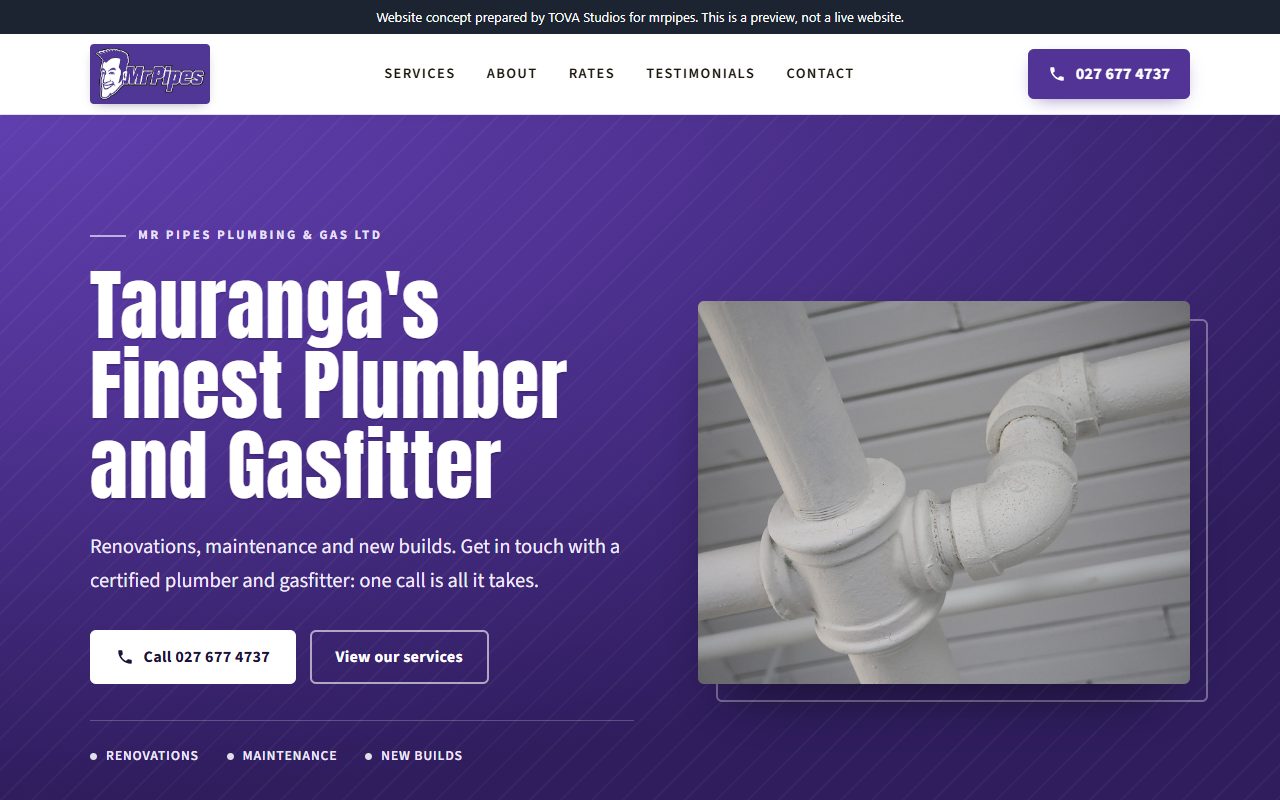 Website concept prepared by TOVA Studios for mrpipes. This is a preview, not a live website.
MrPipes
SERVICES
ABOUT
RATES
TESTIMONIALS
CONTACT
027 677 4737
MR PIPES PLUMBING & GAS LTD
Tauranga's
Finest Plumber
and Gasfitter
Renovations, maintenance and new builds. Get in touch with a
certified plumber and gasfitter: one call is all it takes.
Call 027 677 4737
View our services
RENOVATIONS
MAINTENANCE
NEW BUILDS